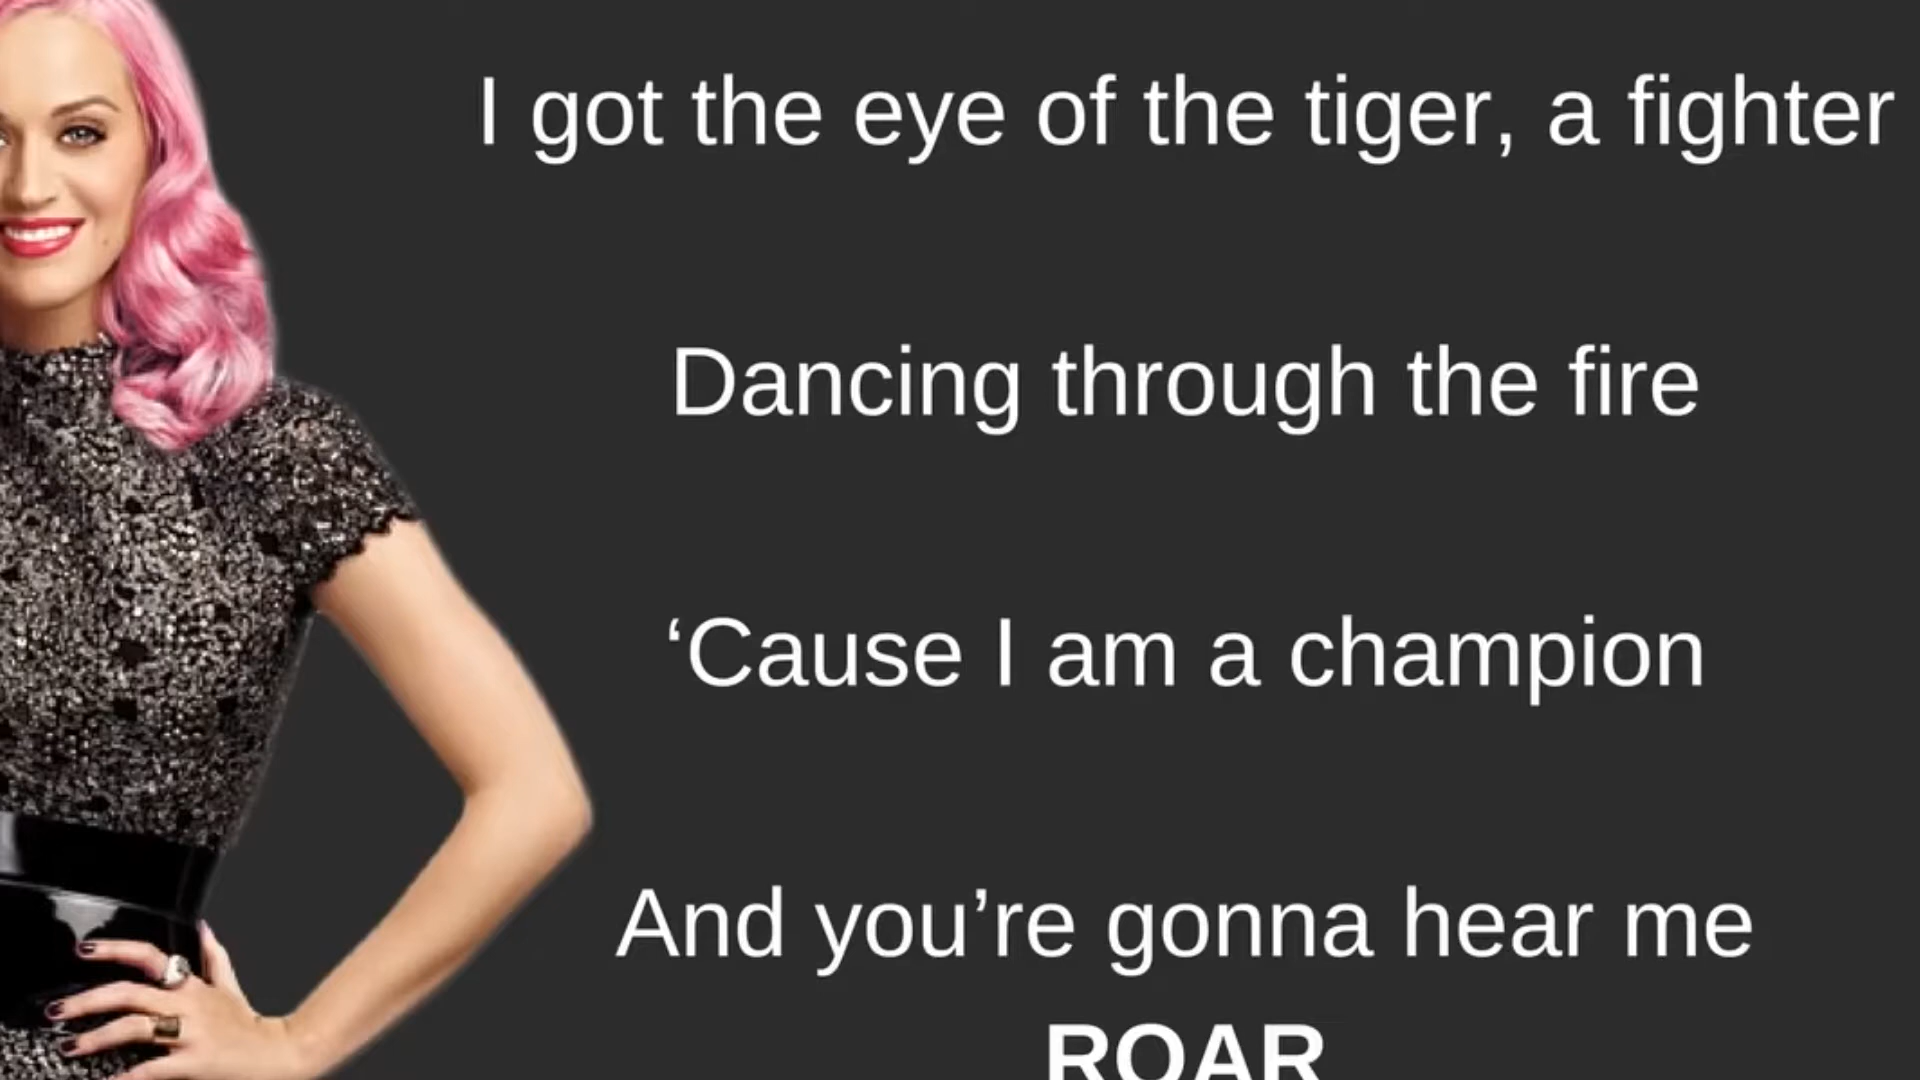 I got the eye of the tiger, a fighter
Dancing through the fire
‘Cause I am a champion
And you’re gonna hear me
ROAR